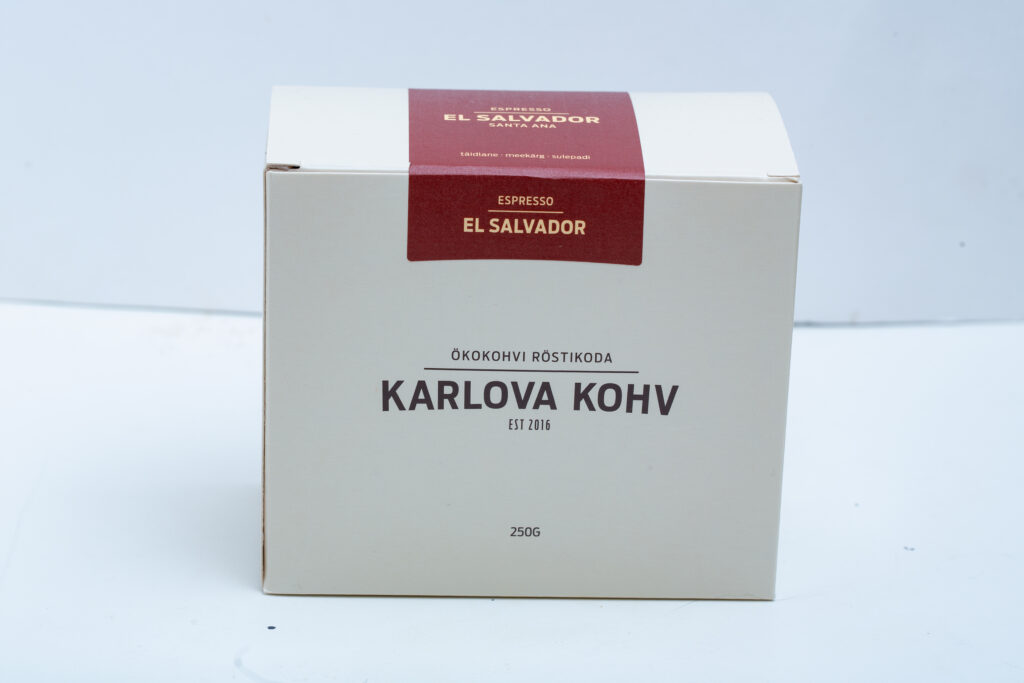 ESPRESSO
EL SALVADOR
SANTA ANA
täidlane · meekärg · sulepadi
ESPRESSO
EL SALVADOR
ÖKOKOHVI RÖSTIKODA
KARLOVA KOHV
EST 2016
250G